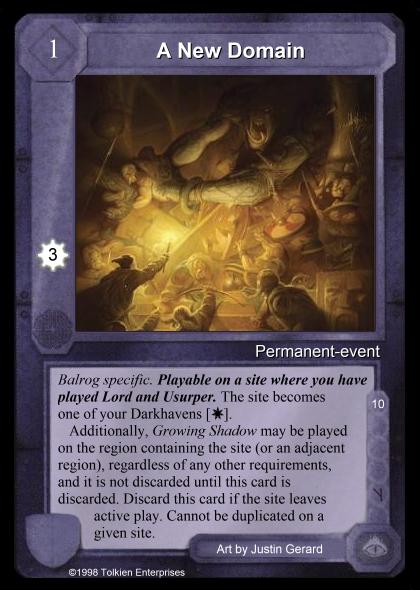 1
A New Domain
3
Permanent-event
Balrog specific. Playable on a site where you have
played Lord and Usurper. The site becomes
one of your Darkhavens [✷].
Additionally, Growing Shadow may be played
on the region containing the site (or an adjacent
region), regardless of any other requirements,
and it is not discarded until this card is
discarded. Discard this card if the site leaves
active play. Cannot be duplicated on a
given site.
10
Art by Justin Gerard
©1998 Tolkien Enterprises